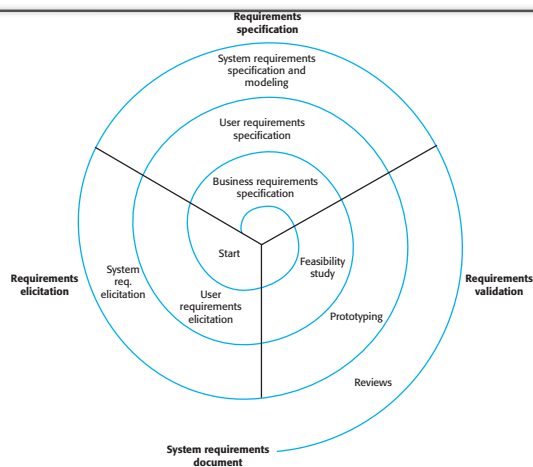 Requirements
specification
System requirements
specification and
modeling
User requirements
specification
Business requirements
specification
Start
Feasibility
study
System
req.
elicitation
User
requirements
elicitation
Requirements
elicitation
Requirements
validation
Prototyping
Reviews
System requirements
document